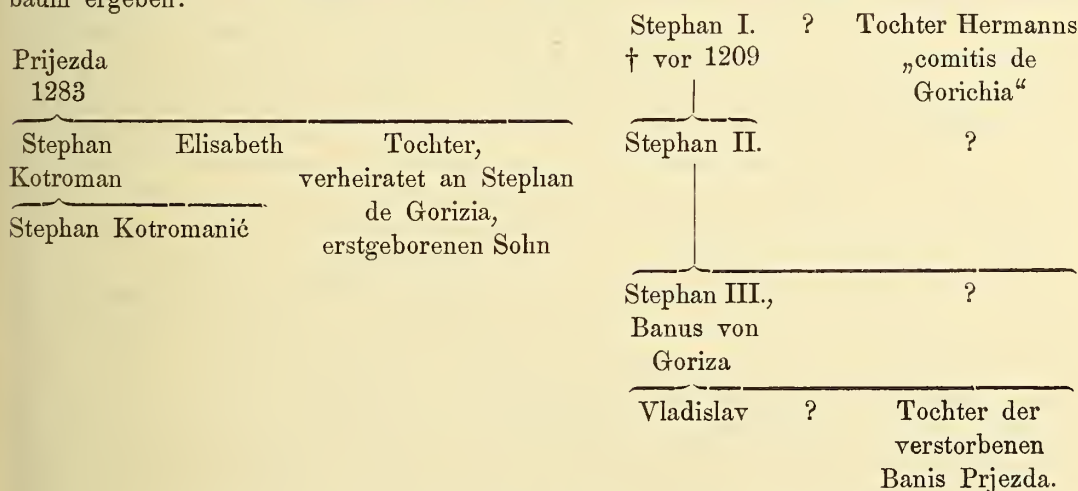 baum ergeben:
Prijezda
1283
Stephan Kotroman
Elisabeth
Tochter,
verheiratet an Stephan
de Gorizia,
erstgeborenen Sohn
Stephan Kotromanić
Stephan I. ? Tochter Hermanns
† vor 1209 „comitis de
Gorichia“
Stephan II. ?
Stephan III., ?
Banus von
Goriza
Vladislav ? Tochter der
verstorbenen
Banis Prjezda.